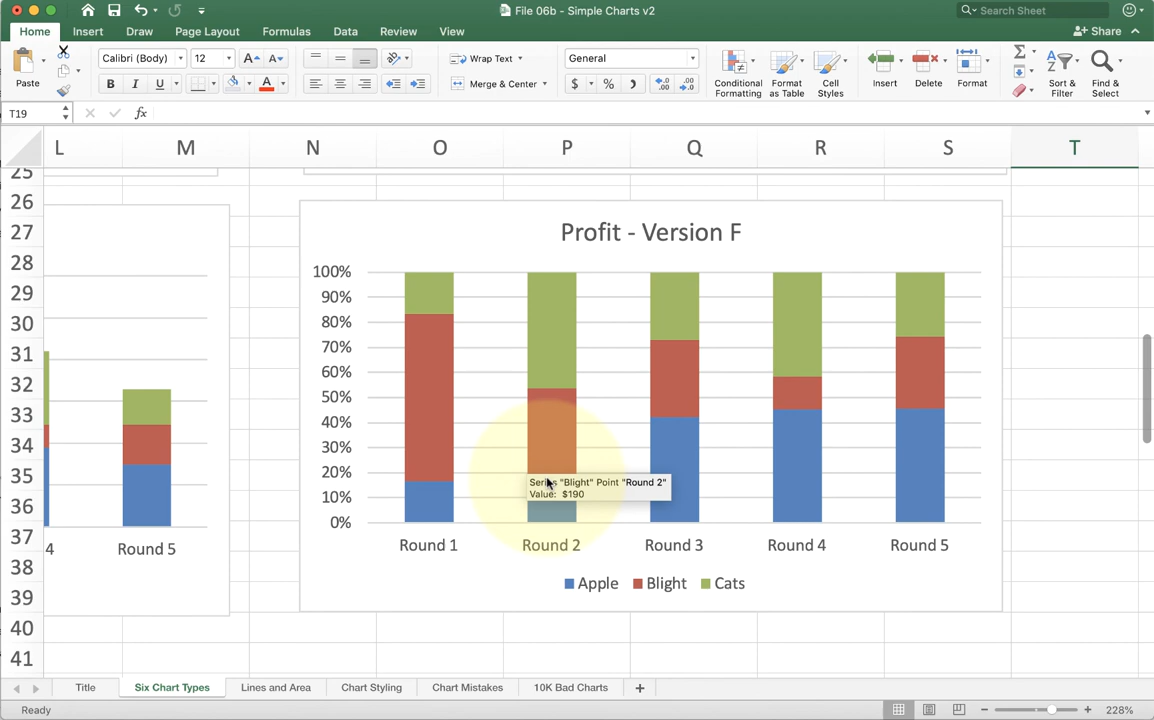 File 06b - Simple Charts v2
Search Sheet
Home Insert Draw Page Layout Formulas Data Review View
Share
Paste
Calibri (Body) 12 A A
B I U A
Wrap Text
Merge & Center
General
$ % )
Conditional Formatting
Format as Table
Cell Styles
Insert
Delete
Format
Sort & Filter
Find & Select
T19 fx
L M N O P Q R S T
25
26
27
28
29
30
31
32
33
34
35
36
37
38
39
40
41
4 Round 5
Profit - Version F
100%
90%
80%
70%
60%
50%
40%
30%
20%
10%
0%
Series "Blight" Point "Round 2"
Value: $190
Round 1 Round 2 Round 3 Round 4 Round 5
Apple Blight Cats
Title Six Chart Types Lines and Area Chart Styling Chart Mistakes 10K Bad Charts +
Ready
228%